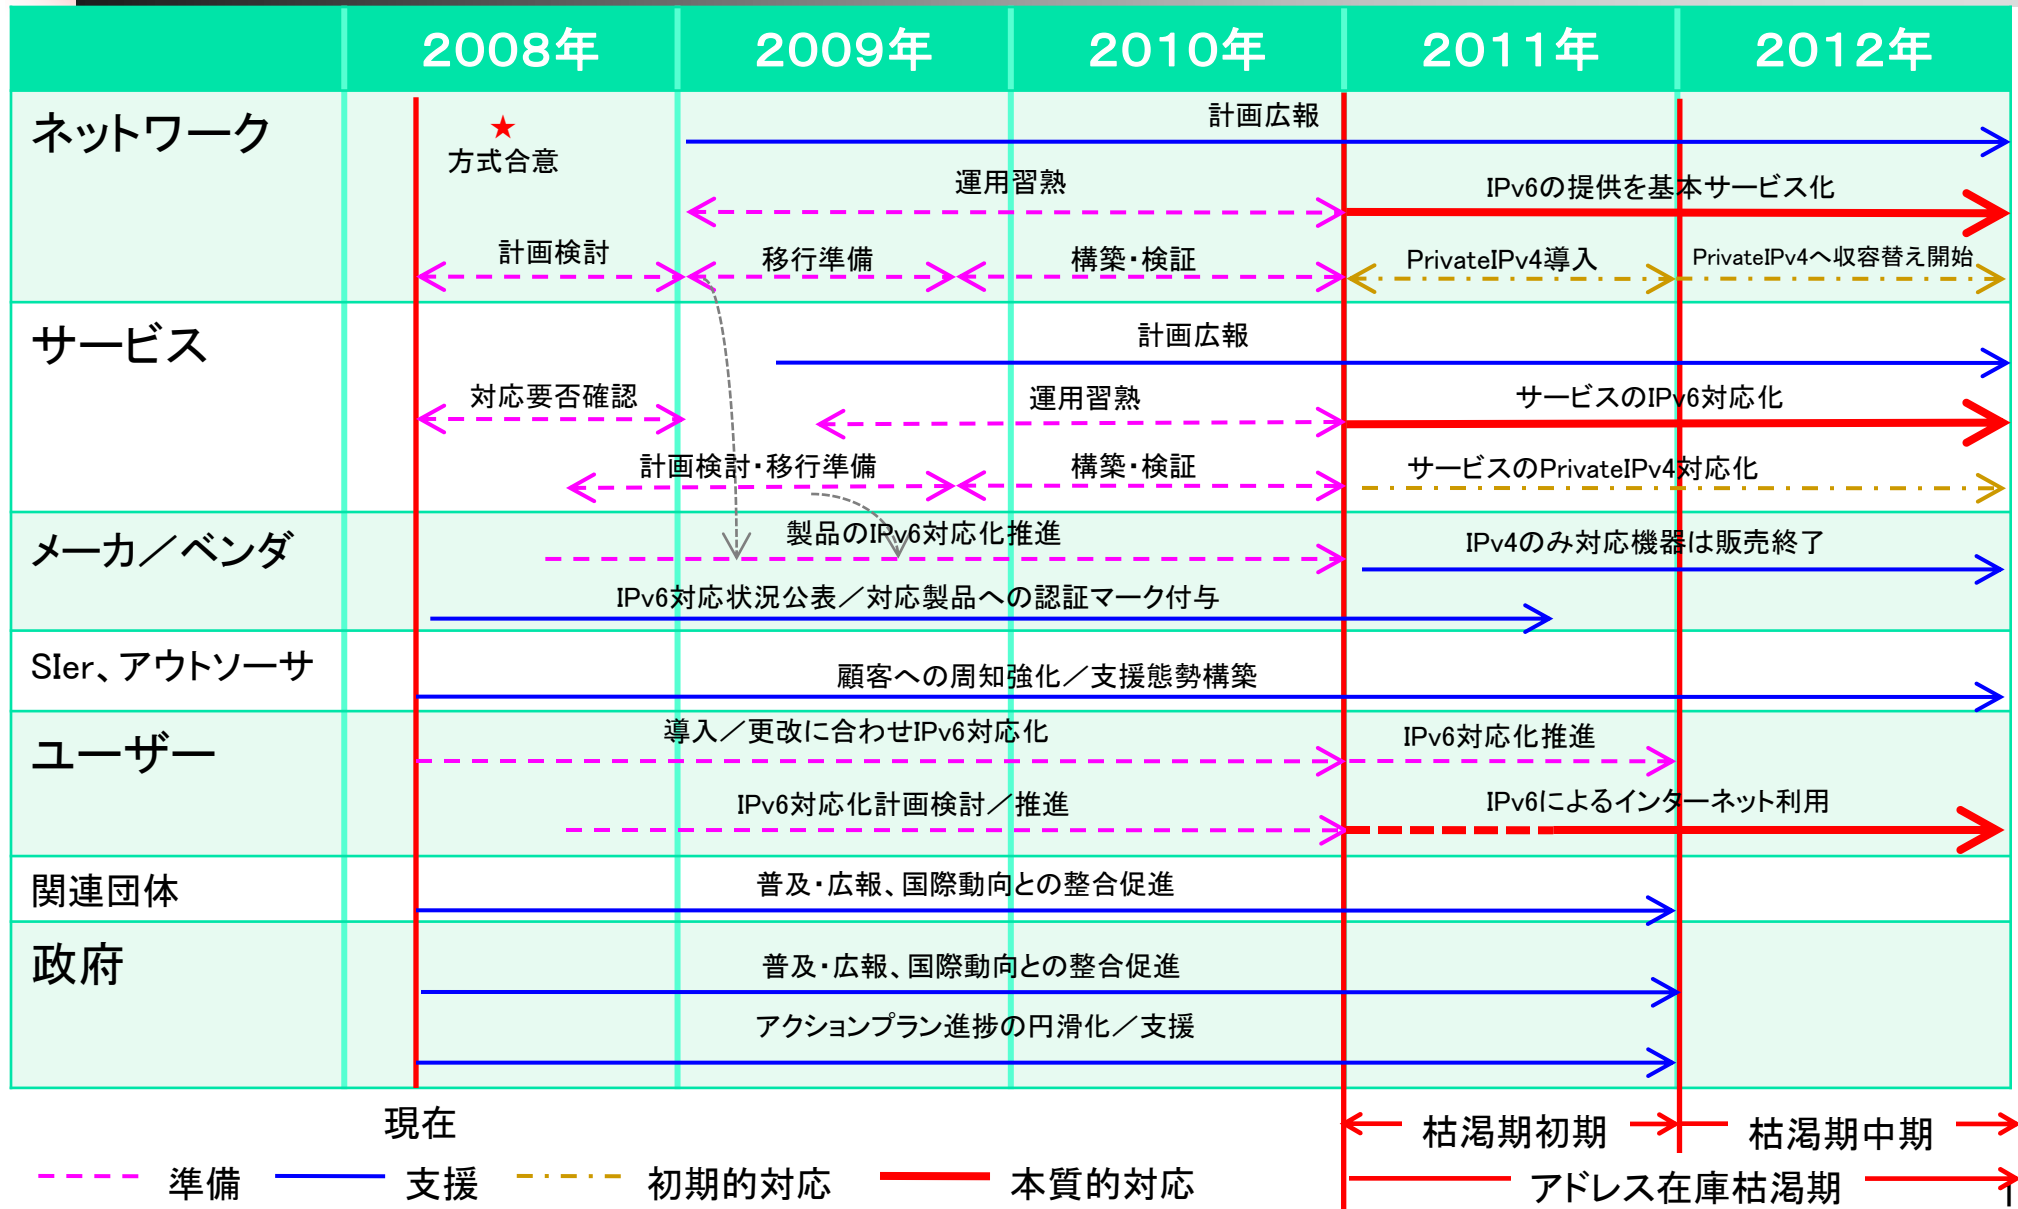 2008年
2009年
2010年
2011年
2012年
ネットワーク
★
方式合意
計画広報
運用習熟
IPv6の提供を基本サービス化
計画検討
移行準備
構築・検証
PrivateIPv4導入
PrivateIPv4へ収容替え開始
サービス
計画広報
対応要否確認
運用習熟
サービスのIPv6対応化
計画検討・移行準備
構築・検証
サービスのPrivateIPv4対応化
メーカ／ベンダ
製品のIPv6対応化推進
IPv4のみ対応機器は販売終了
IPv6対応状況公表／対応製品への認証マーク付与
SIer、アウトソーサ
顧客への周知強化／支援態勢構築
ユーザー
導入／更改に合わせIPv6対応化
IPv6対応化推進
IPv6対応化計画検討／推進
IPv6によるインターネット利用
関連団体
普及・広報、国際動向との整合促進
政府
普及・広報、国際動向との整合促進
アクションプラン進捗の円滑化／支援
現在
枯渇期初期
枯渇期中期
準備
支援
初期的対応
本質的対応
アドレス在庫枯渇期
1